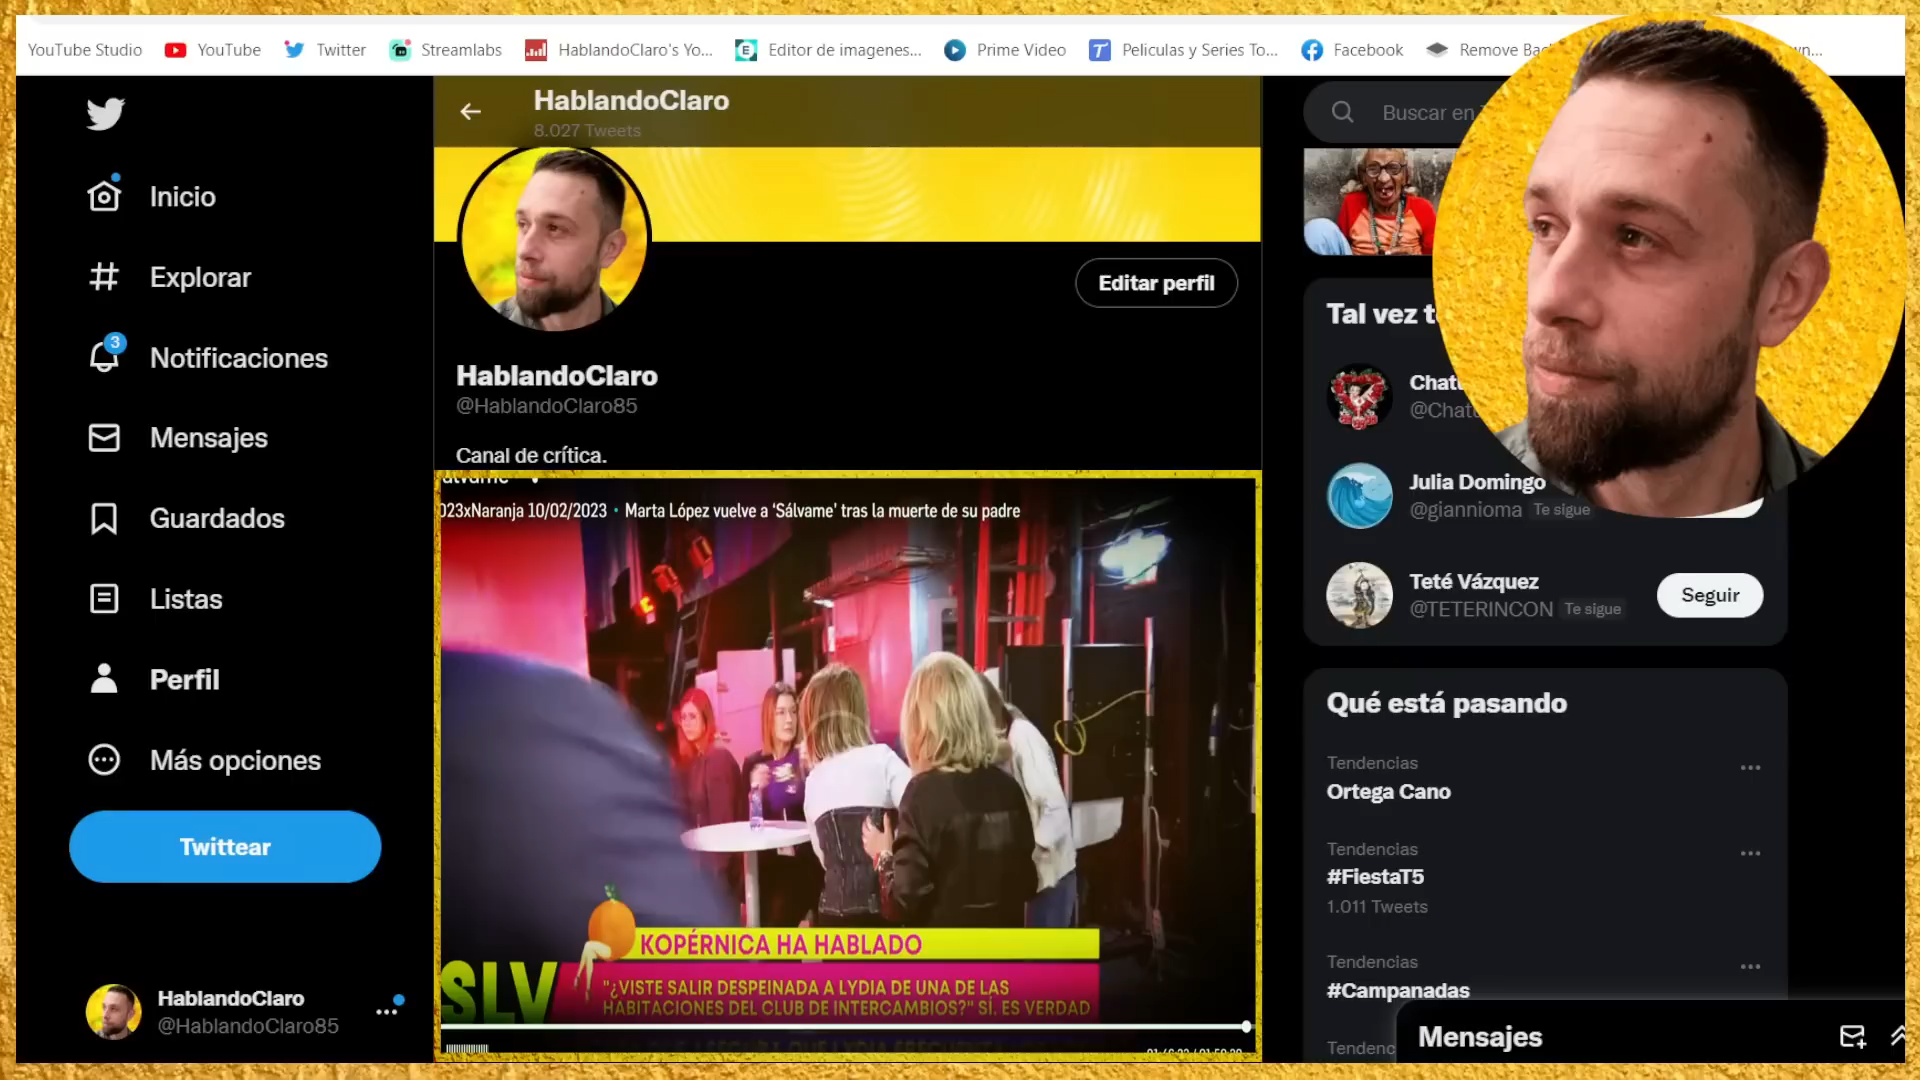 YouTube Studio
YouTube
Twitter
Streamlabs
HablandoClaro's Yo...
Editor de imagenes...
Prime Video
Peliculas y Series To...
Facebook
Remove
HablandoClaro
8.027 Tweets
Buscar en
Inicio
Explorar
3
Notificaciones
Mensajes
Guardados
Listas
Perfil
Más opciones
Twittear
HablandoClaro
@HablandoClaro85
Editar perfil
HablandoClaro
@HablandoClaro85
Canal de crítica.
10/02/2023 • Marta López vuelve a 'Sálvame' tras la muerte de su padre
KOPÉRNICA HA HABLADO
SLV
"¿VISTE SALIR DESPEINADA A LYDIA DE UNA DE LAS
HABITACIONES DEL CLUB DE INTERCAMBIOS?" SÍ. ES VERDAD
Tal vez
Julia Domingo
@giannioma Te sigue
Teté Vázquez
@TETERINCON Te sigue
Seguir
Qué está pasando
Tendencias
Ortega Cano
Tendencias
#FiestaT5
1.011 Tweets
Tendencias
#Campanadas
Mensajes